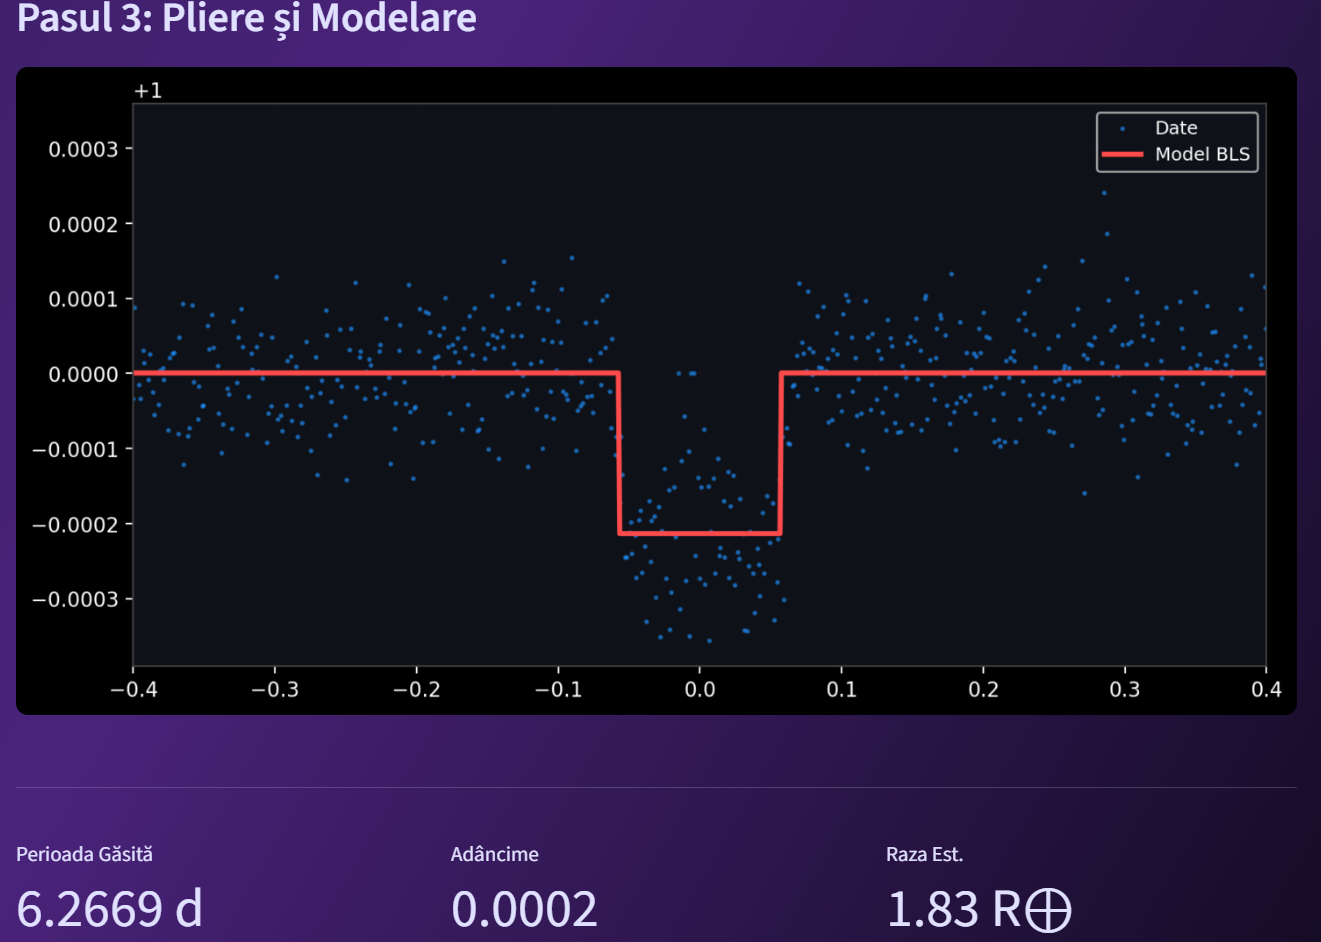 Pasul 3: Pliere și Modelare
+1
Date
Model BLS
0.0003
0.0002
0.0001
0.0000
−0.0001
−0.0002
−0.0003
−0.4
−0.3
−0.2
−0.1
0.0
0.1
0.2
0.3
0.4
Perioada Găsită
Adâncime
Raza Est.
6.2669 d
0.0002
1.83 R⨁